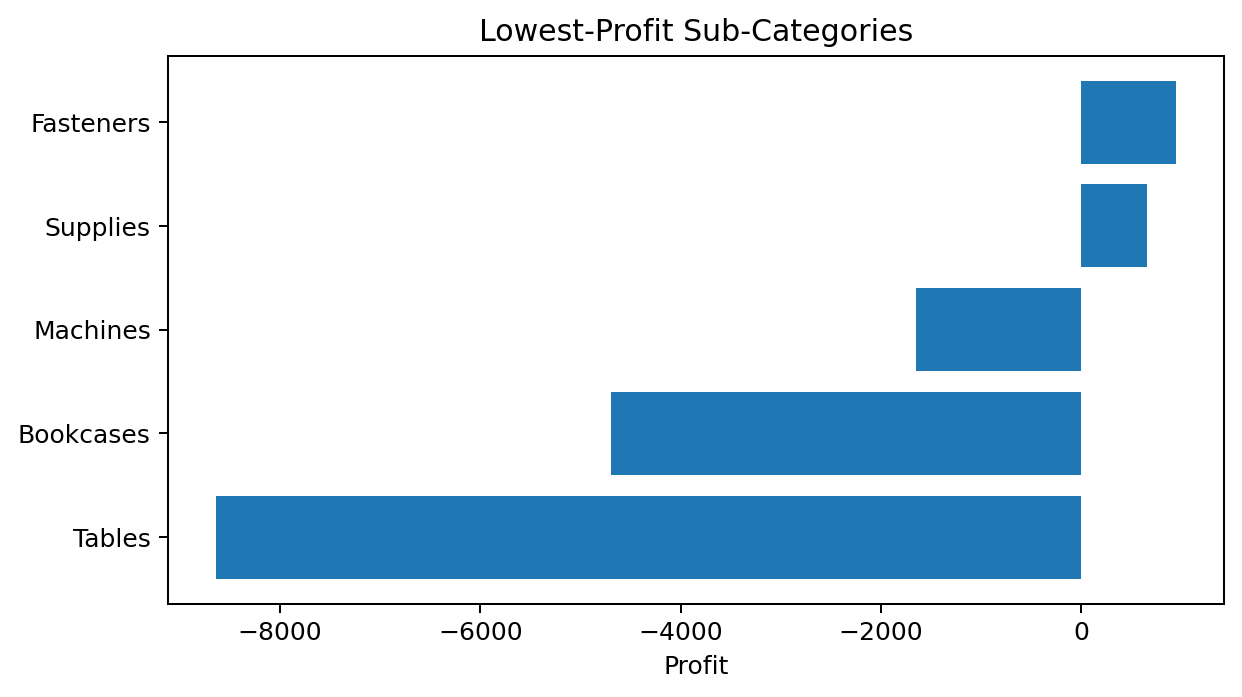 Lowest-Profit Sub-Categories
Fasteners
Supplies
Machines
Bookcases
Tables
−8000 −6000 −4000 −2000 0
Profit